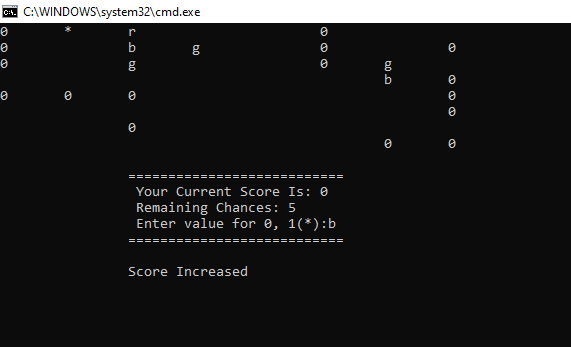 C:\WINDOWS\system32\cmd.exe
0 * r 0
0 b g 0 0
0 g 0 g
b 0
0 0 0 0
0
0
0 0
===========================
Your Current Score Is: 0
Remaining Chances: 5
Enter value for 0, 1(*):b
===========================
Score Increased